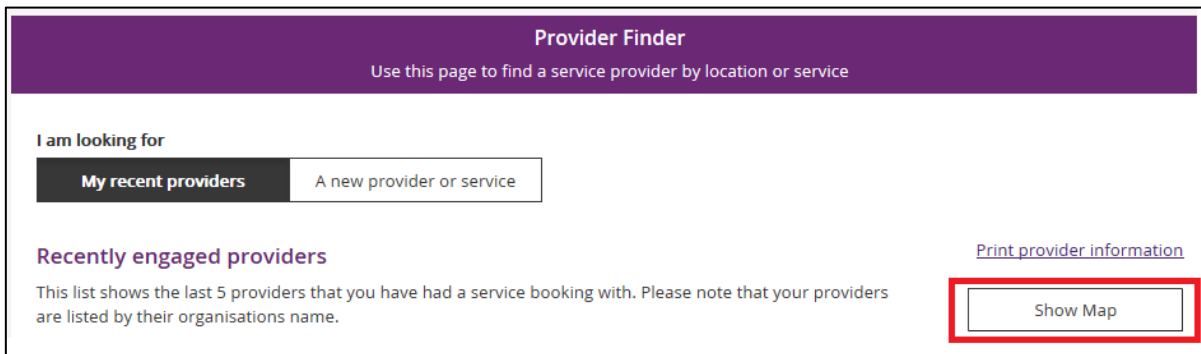 Provider Finder
Use this page to find a service provider by location or service
I am looking for
My recent providers
A new provider or service
Recently engaged providers
Print provider information
This list shows the last 5 providers that you have had a service booking with. Please note that your providers
are listed by their organisations name.
Show Map